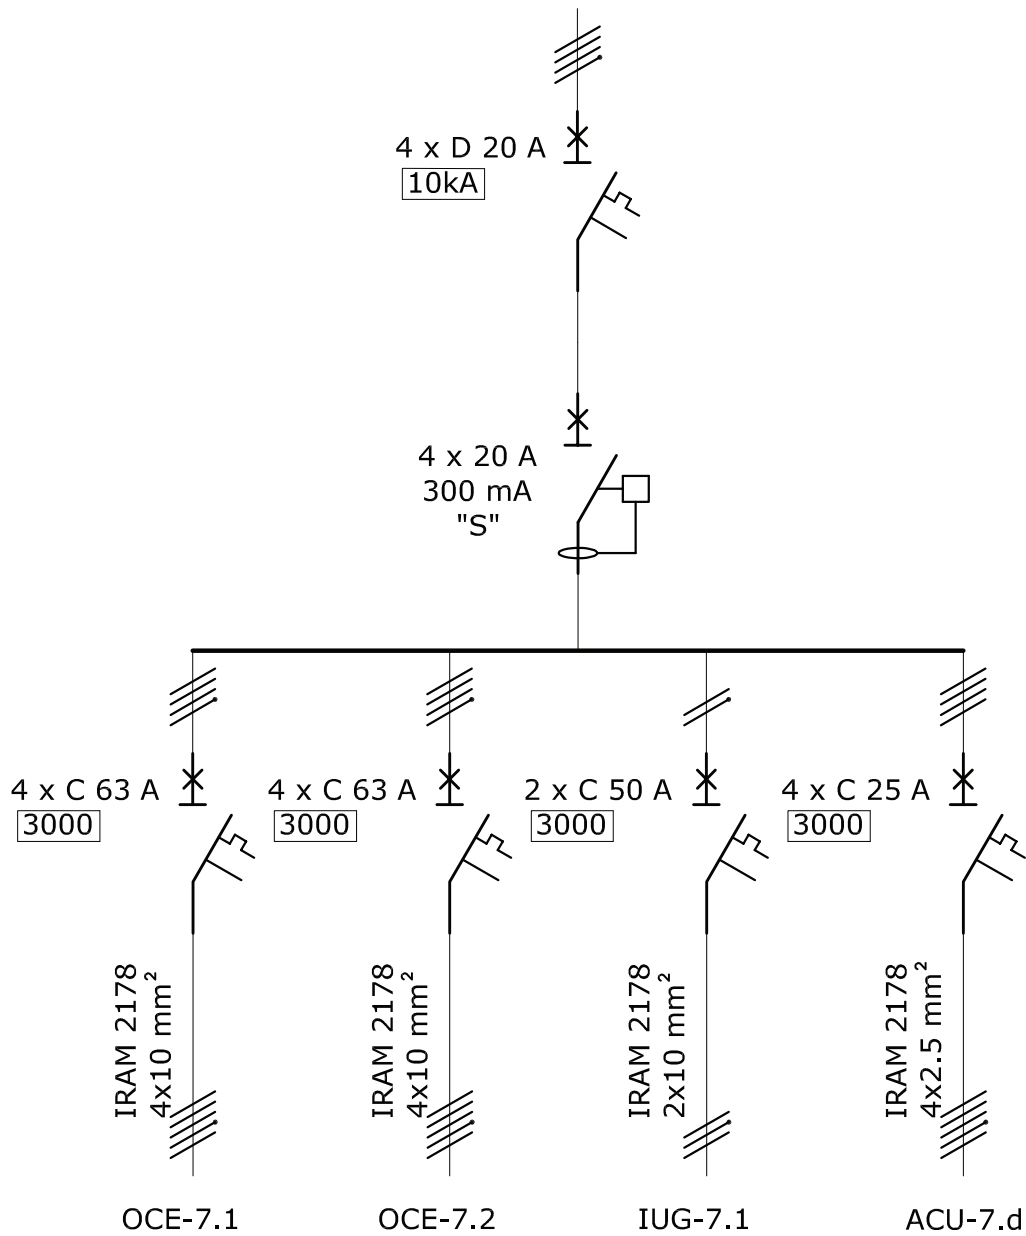 4 x D 20 A
10kA
4 x 20 A
300 mA
"S"
4 x C 63 A
3000
4 x C 63 A
3000
2 x C 50 A
3000
4 x C 25 A
3000
IRAM 2178
4x10 mm²
IRAM 2178
4x10 mm²
IRAM 2178
2x10 mm²
IRAM 2178
4x2.5 mm²
OCE-7.1
OCE-7.2
IUG-7.1
ACU-7.d